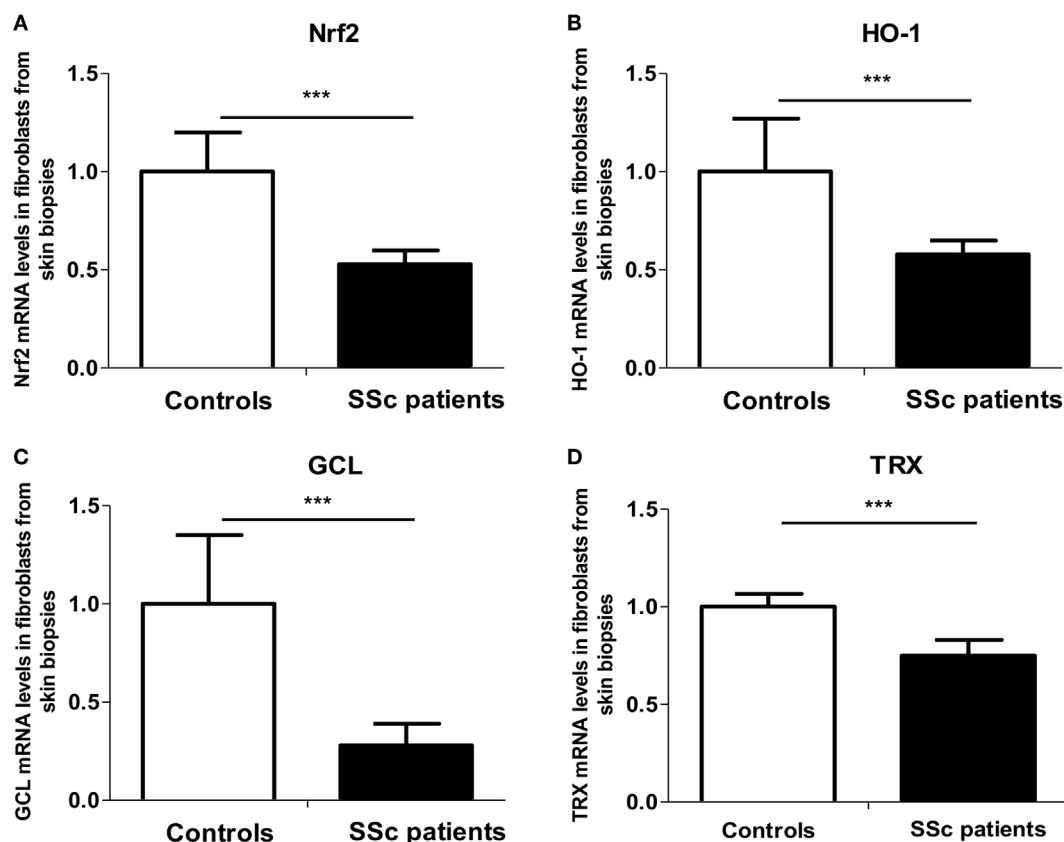 A
Nrf2
Nrf2 mRNA levels in fibroblasts from
skin biopsies
1.5
1.0
0.5
0.0
***
Controls
SSc patients
B
HO-1
HO-1 mRNA levels in fibroblasts from
skin biopsies
1.5
1.0
0.5
0.0
***
Controls
SSc patients
C
GCL
GCL mRNA levels in fibroblasts from
skin biopsies
1.5
1.0
0.5
0.0
***
Controls
SSc patients
D
TRX
TRX mRNA levels in fibroblasts from
skin biopsies
1.5
1.0
0.5
0.0
***
Controls
SSc patients